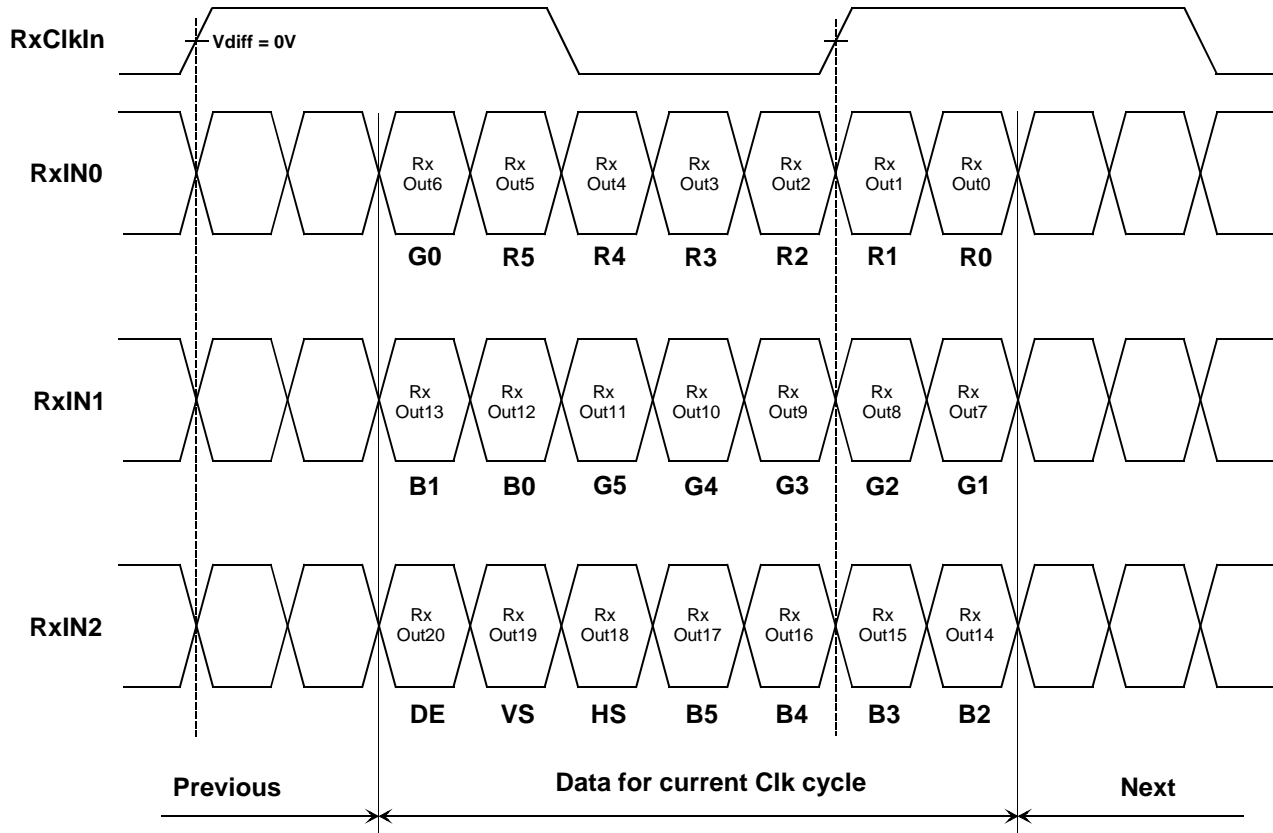 RxClkIn
Vdiff = 0V
RxIN0
Rx Out6 Rx Out5 Rx Out4 Rx Out3 Rx Out2 Rx Out1 Rx Out0
G0 R5 R4 R3 R2 R1 R0
RxIN1
Rx Out13 Rx Out12 Rx Out11 Rx Out10 Rx Out9 Rx Out8 Rx Out7
B1 B0 G5 G4 G3 G2 G1
RxIN2
Rx Out20 Rx Out19 Rx Out18 Rx Out17 Rx Out16 Rx Out15 Rx Out14
DE VS HS B5 B4 B3 B2
Previous Data for current Clk cycle Next